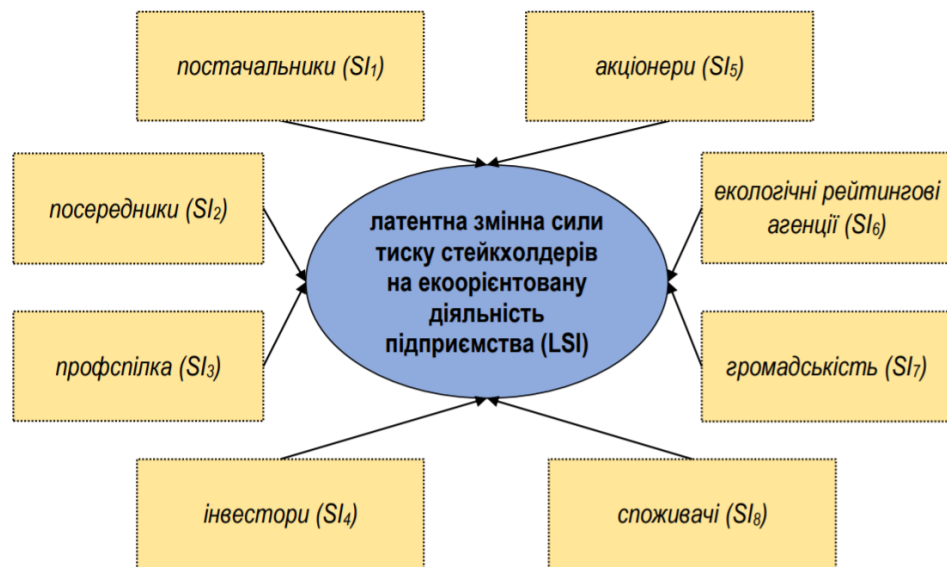 постачальники (SI₁)
акціонери (SI₅)
посередники (SI₂)
латентна змінна сили
тиску стейкхолдерів
на екоорієнтовану
діяльність
підприємства (LSI)
екологічні рейтингові
агенції (SI₆)
профспілка (SI₃)
громадськість (SI₇)
інвестори (SI₄)
споживачі (SI₈)